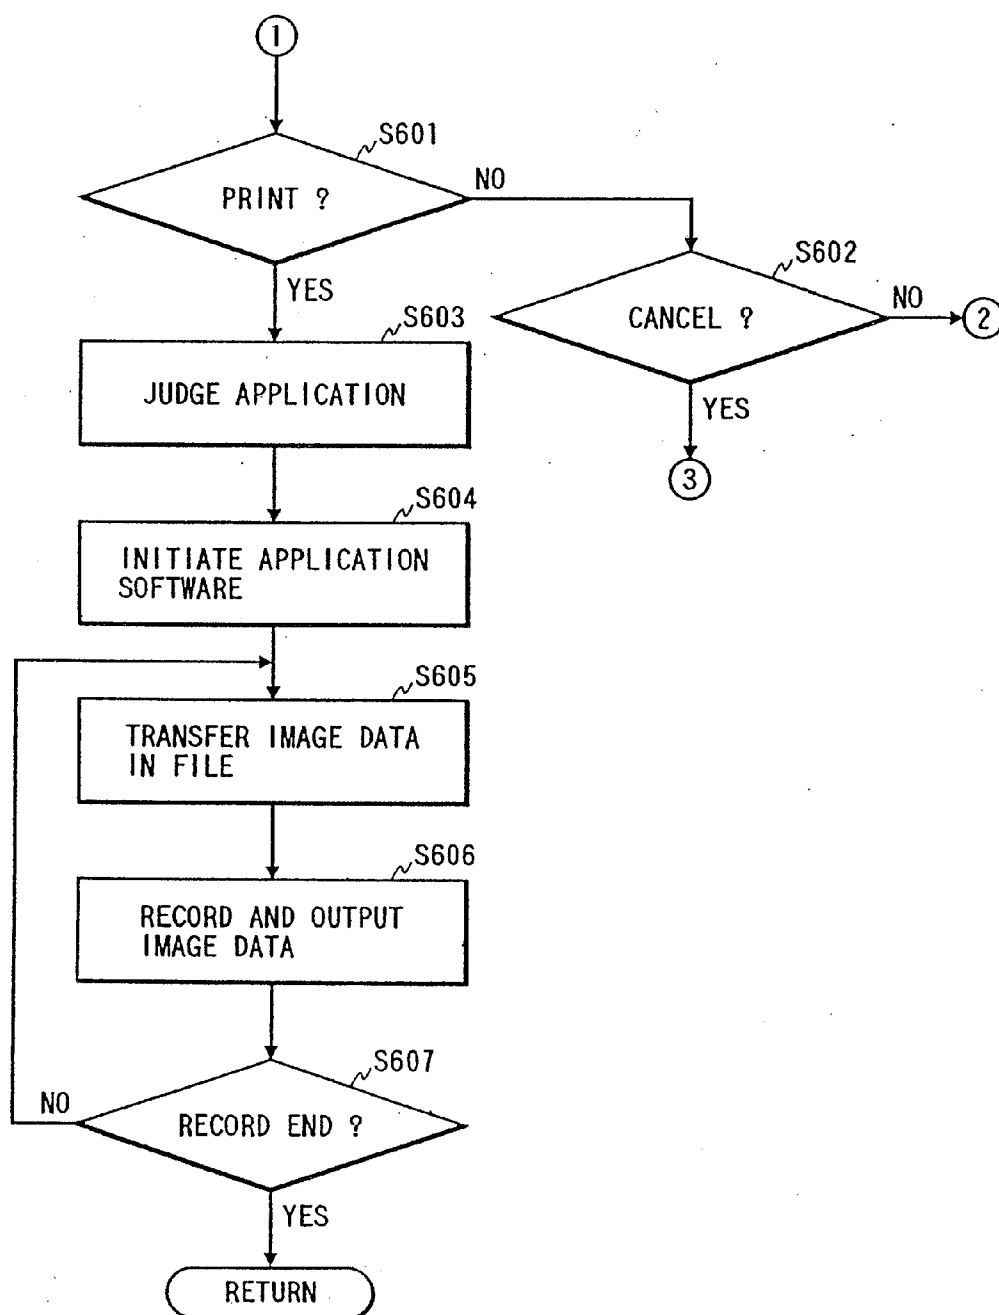 1
S601
PRINT ?
NO
YES
S602
CANCEL ?
NO
2
YES
3
S603
JUDGE APPLICATION
S604
INITIATE APPLICATION
SOFTWARE
S605
TRANSFER IMAGE DATA
IN FILE
S606
RECORD AND OUTPUT
IMAGE DATA
S607
NO
RECORD END ?
YES
RETURN